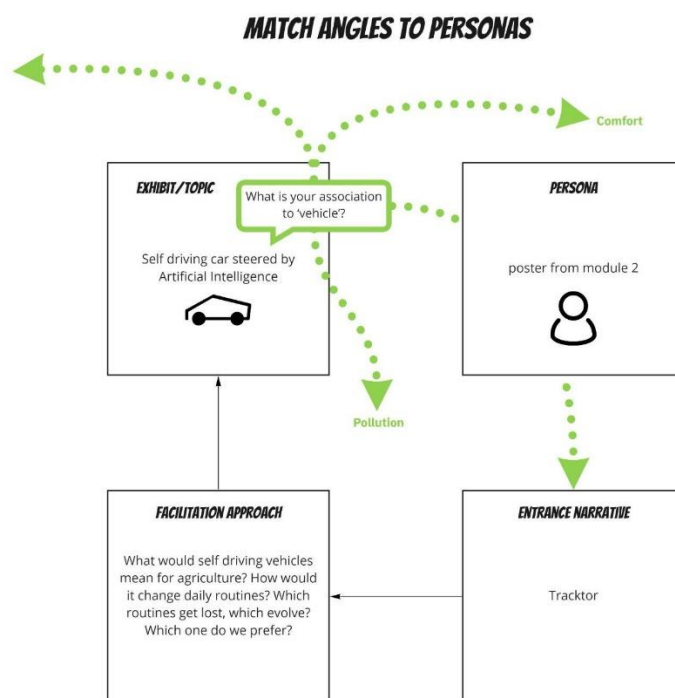 MATCH ANGLES TO PERSONAS
Comfort
EXHIBIT/TOPIC
What is your association
to 'vehicle'?
Self driving car steered by
Artificial Intelligence
PERSONA
poster from module 2
Pollution
FACILITATION APPROACH
What would self driving vehicles
mean for agriculture? How would
it change daily routines? Which
routines get lost, which evolve?
Which one do we prefer?
ENTRANCE NARRATIVE
Tracktor